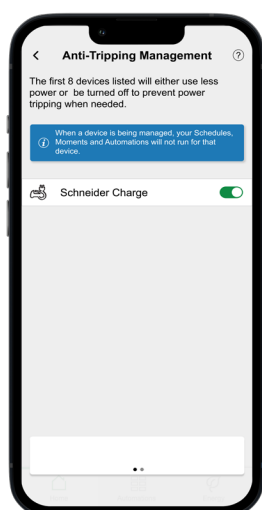 Anti-Tripping Management ?
The first 8 devices listed will either use less
power or be turned off to prevent power
tripping when needed.
When a device is being managed, your Schedules,
Moments and Automations will not run for that
device.
Schneider Charge